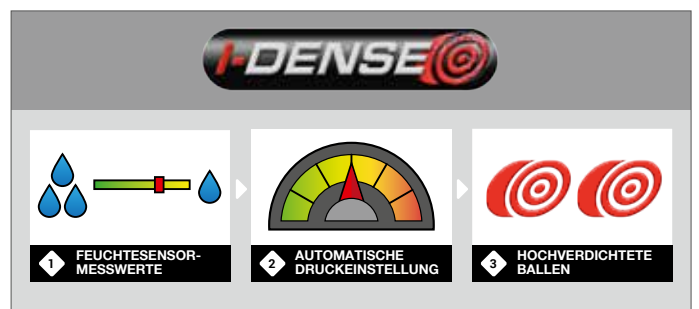 I-DENSE
1 FEUCHTESENSOR-
MESSWERTE
2 AUTOMATISCHE
DRUCKEINSTELLUNG
3 HOCHVERDICHTETE
BALLEN